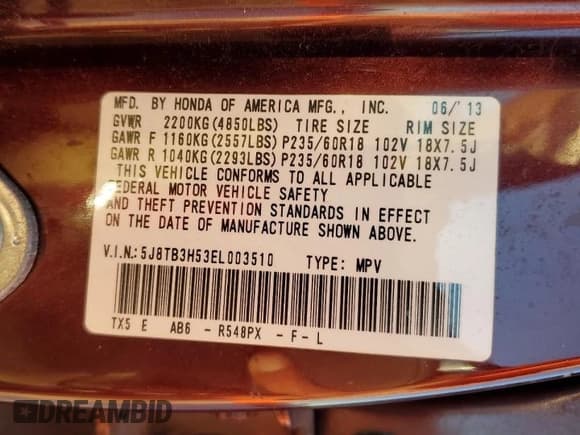 MFD. BY HONDA OF AMERICA MFG., INC. 06/'13
GVWR 2200KG(4850LBS) TIRE SIZE RIM SIZE
GAWR F 1160KG(2557LBS) P235/60R18 102V 18X7.5J
GAWR R 1040KG(2293LBS) P235/60R18 102V 18X7.5J
THIS VEHICLE CONFORMS TO ALL APPLICABLE
FEDERAL MOTOR VEHICLE SAFETY
AND THEFT PREVENTION STANDARDS IN EFFECT
ON THE DATE OF MANUFACTURE SHOWN ABOVE.
V.I.N.:5J8TB3H53EL003510 TYPE: MPV
TX5 E AB6 - R548PX - F - L
DREAMBID